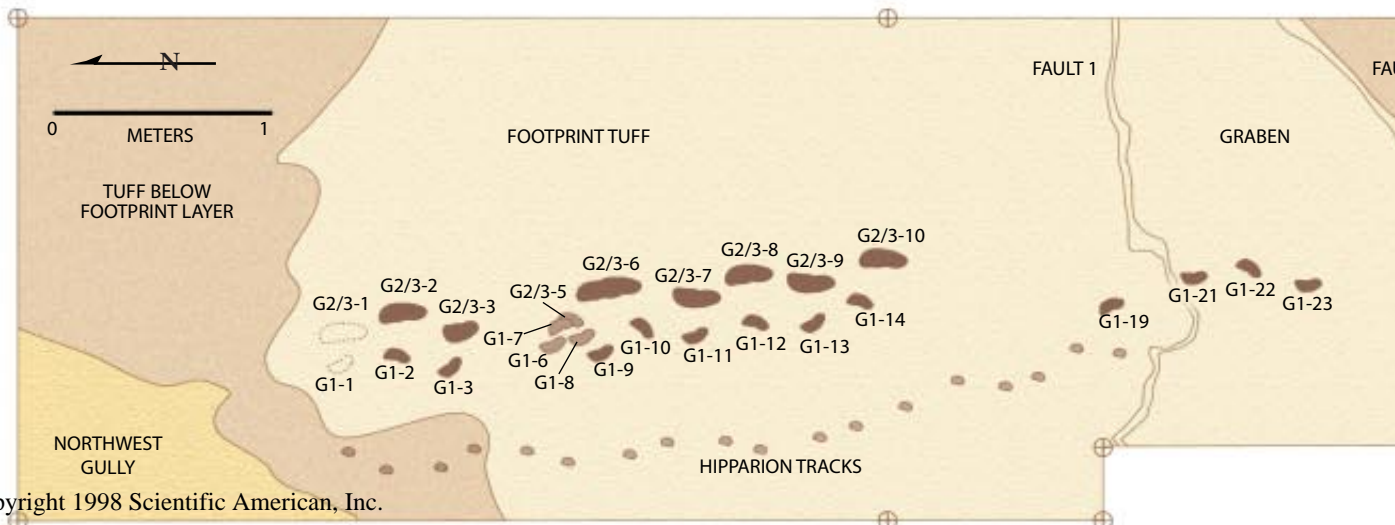 N
FAULT 1
FAU
0
METERS
1
FOOTPRINT TUFF
GRABEN
TUFF BELOW
FOOTPRINT LAYER
G2/3-10
G2/3-8
G2/3-9
G2/3-6
G2/3-7
G2/3-2
G2/3-5
G2/3-1
G2/3-3
G1-21
G1-22
G1-23
G1-14
G1-19
G1-7
G1-10
G1-11
G1-12
G1-13
G1-6
G1-9
G1-1
G1-2
G1-3
G1-8
NORTHWEST
GULLY
HIPPARION TRACKS
pyright 1998 Scientific American, Inc.